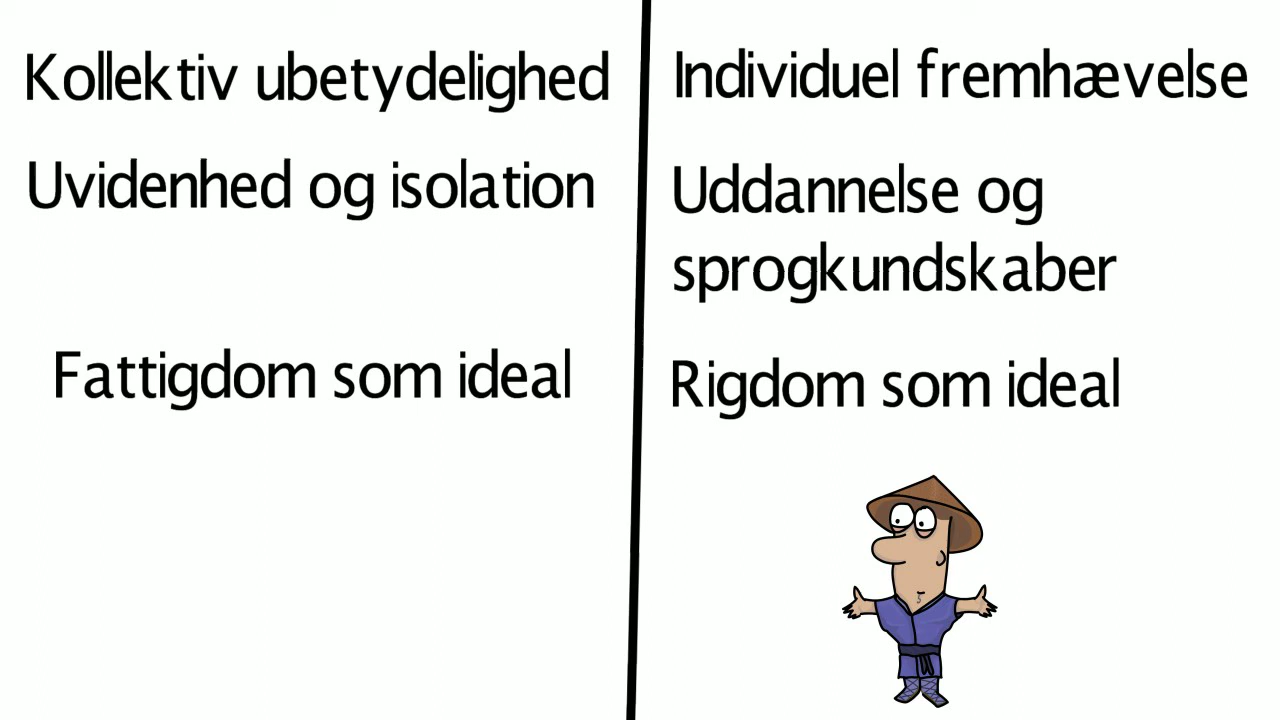 Kollektiv ubetydelighed
Uvidenhed og isolation
Fattigdom som ideal
Individuel fremhævelse
Uddannelse og
sprogkundskaber
Rigdom som ideal